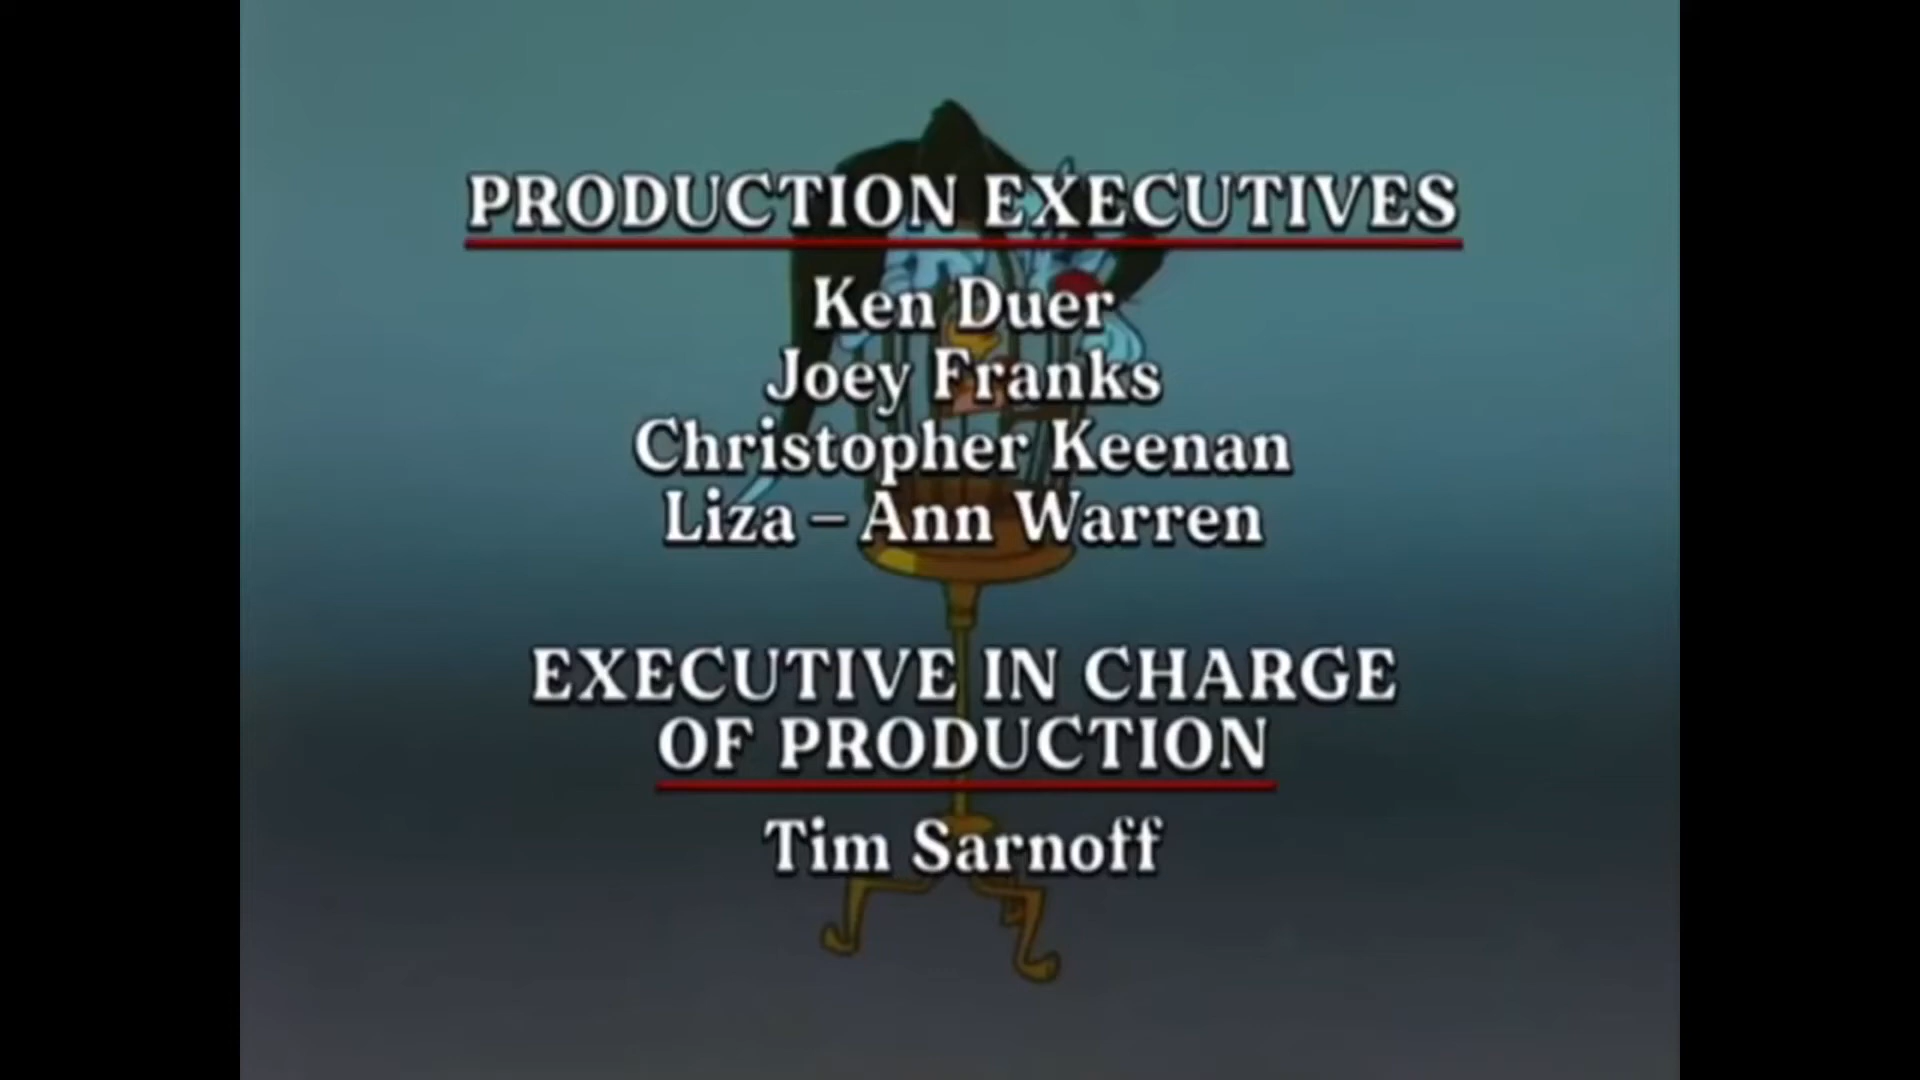 PRODUCTION EXECUTIVES
Ken Duer
Joey Franks
Christopher Keenan
Liza – Ann Warren
EXECUTIVE IN CHARGE
OF PRODUCTION
Tim Sarnoff